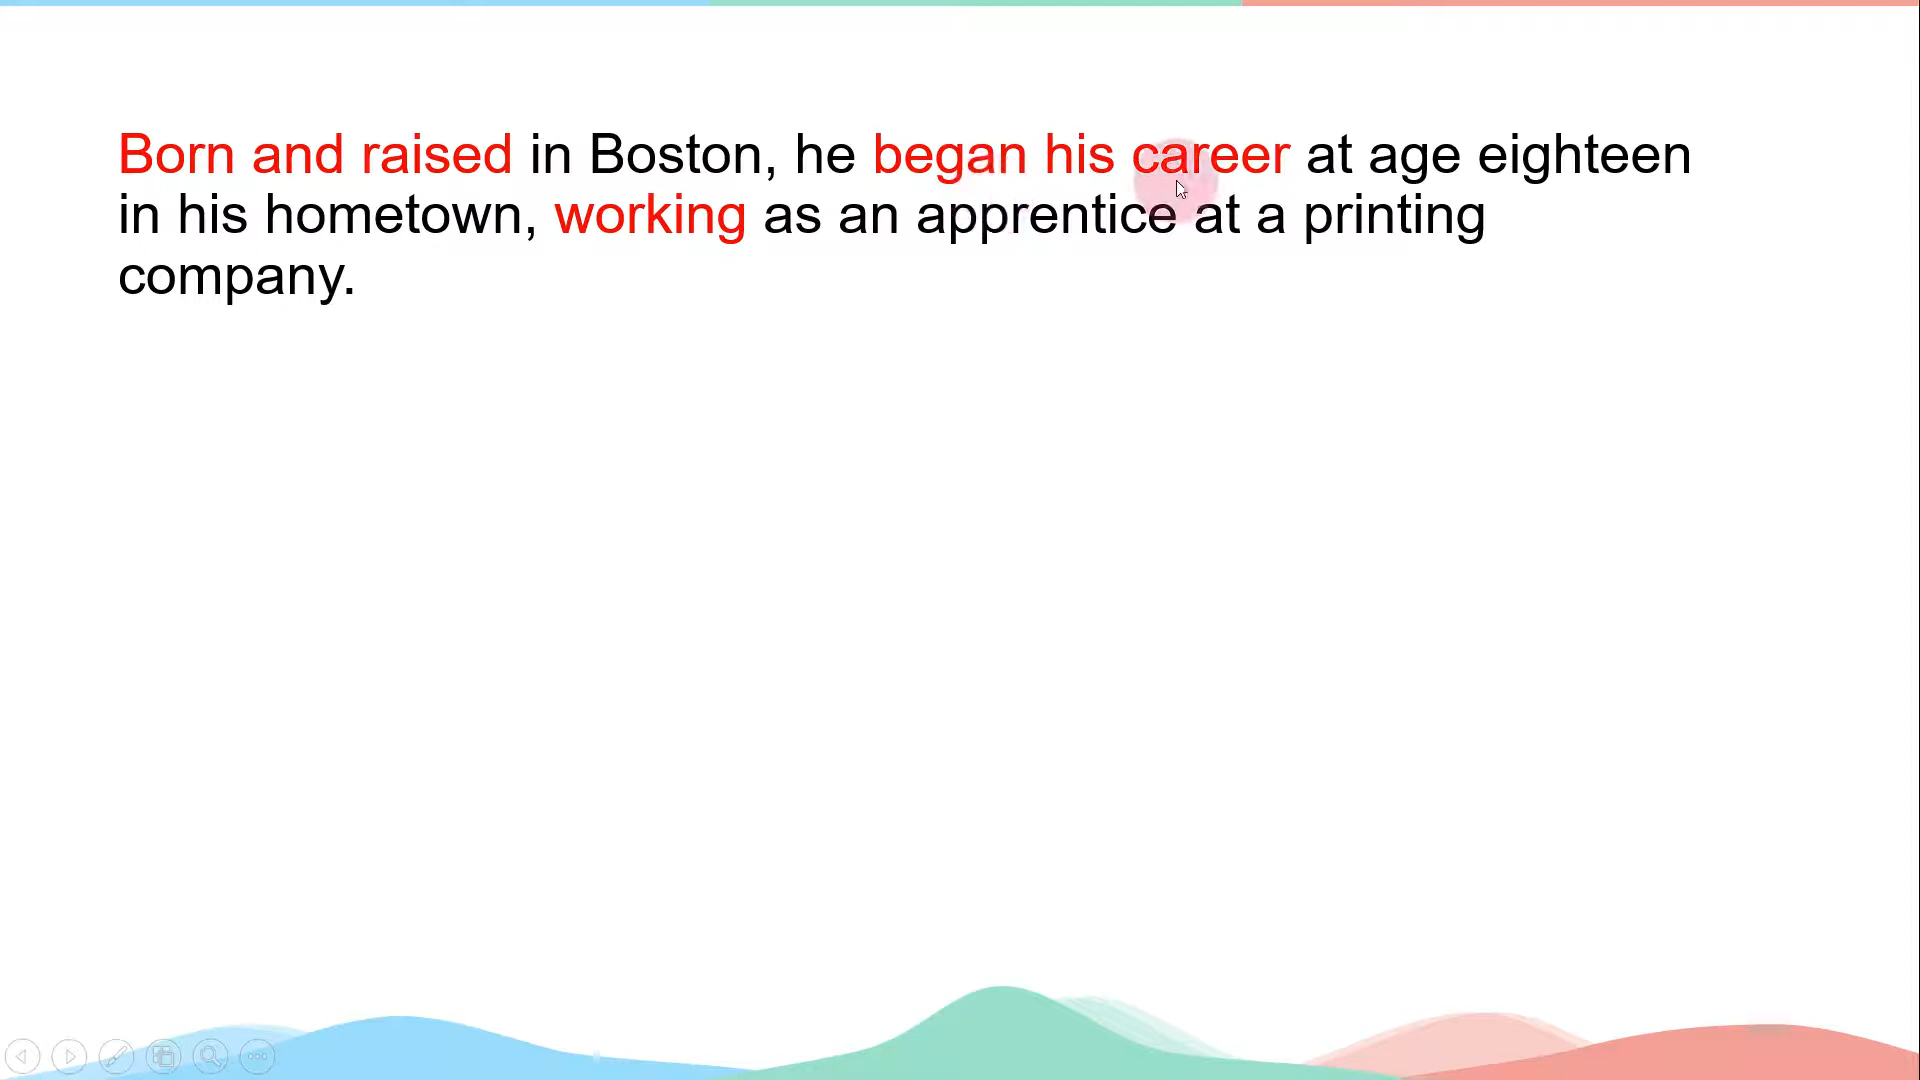 Born and raised in Boston, he began his career at age eighteen
in his hometown, working as an apprentice at a printing
company.